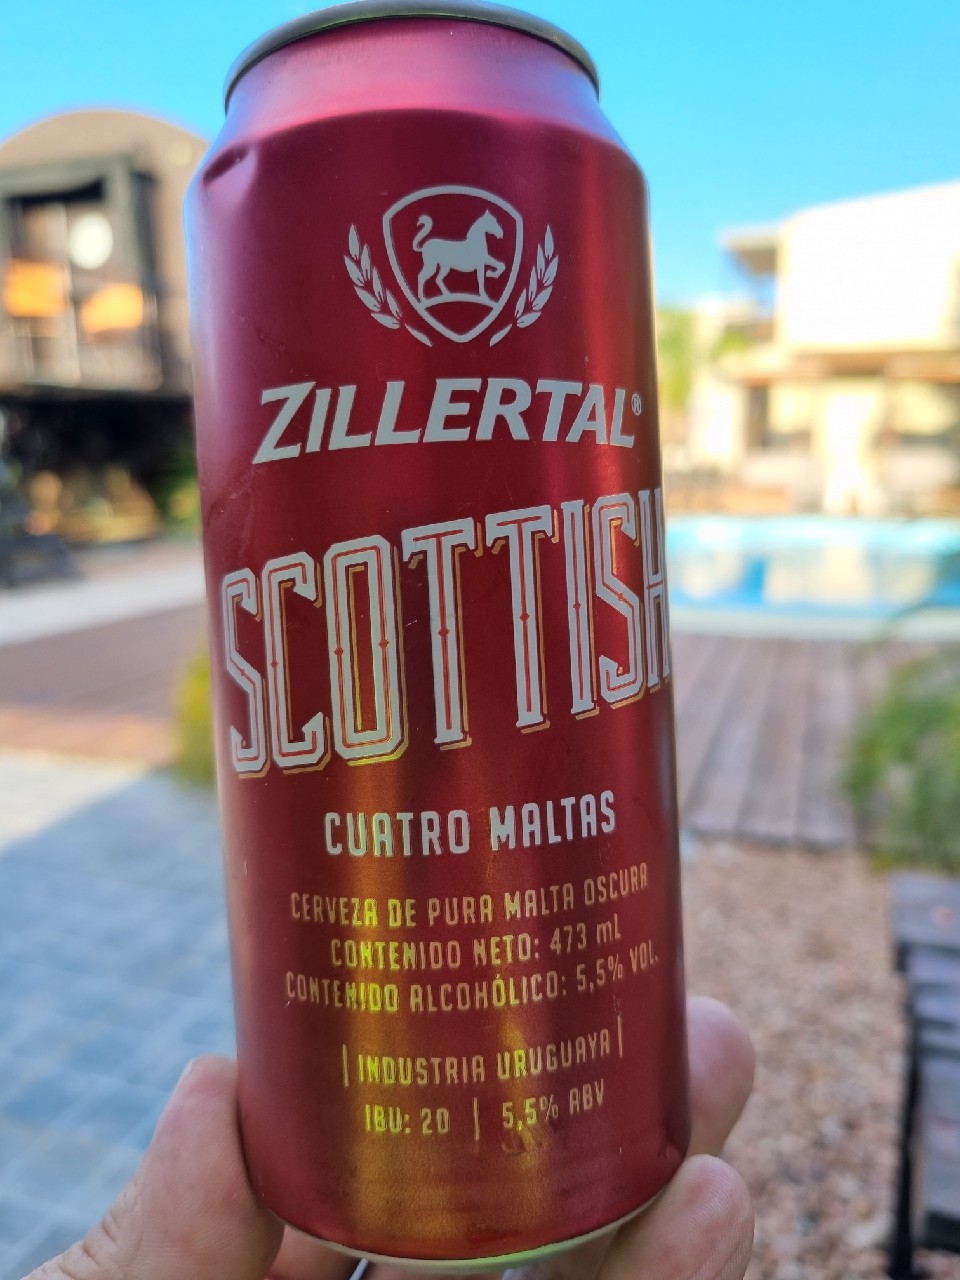 ZILLERTAL®
SCOTTISH
CUATRO MALTAS
CERVEZA DE PURA MALTA OSCURA
CONTENIDO NETO: 473 mL
CONTENIDO ALCOHÓLICO: 5,5% VOL.
| INDUSTRIA URUGUAYA |
IBU: 20 | 5,5% ABV